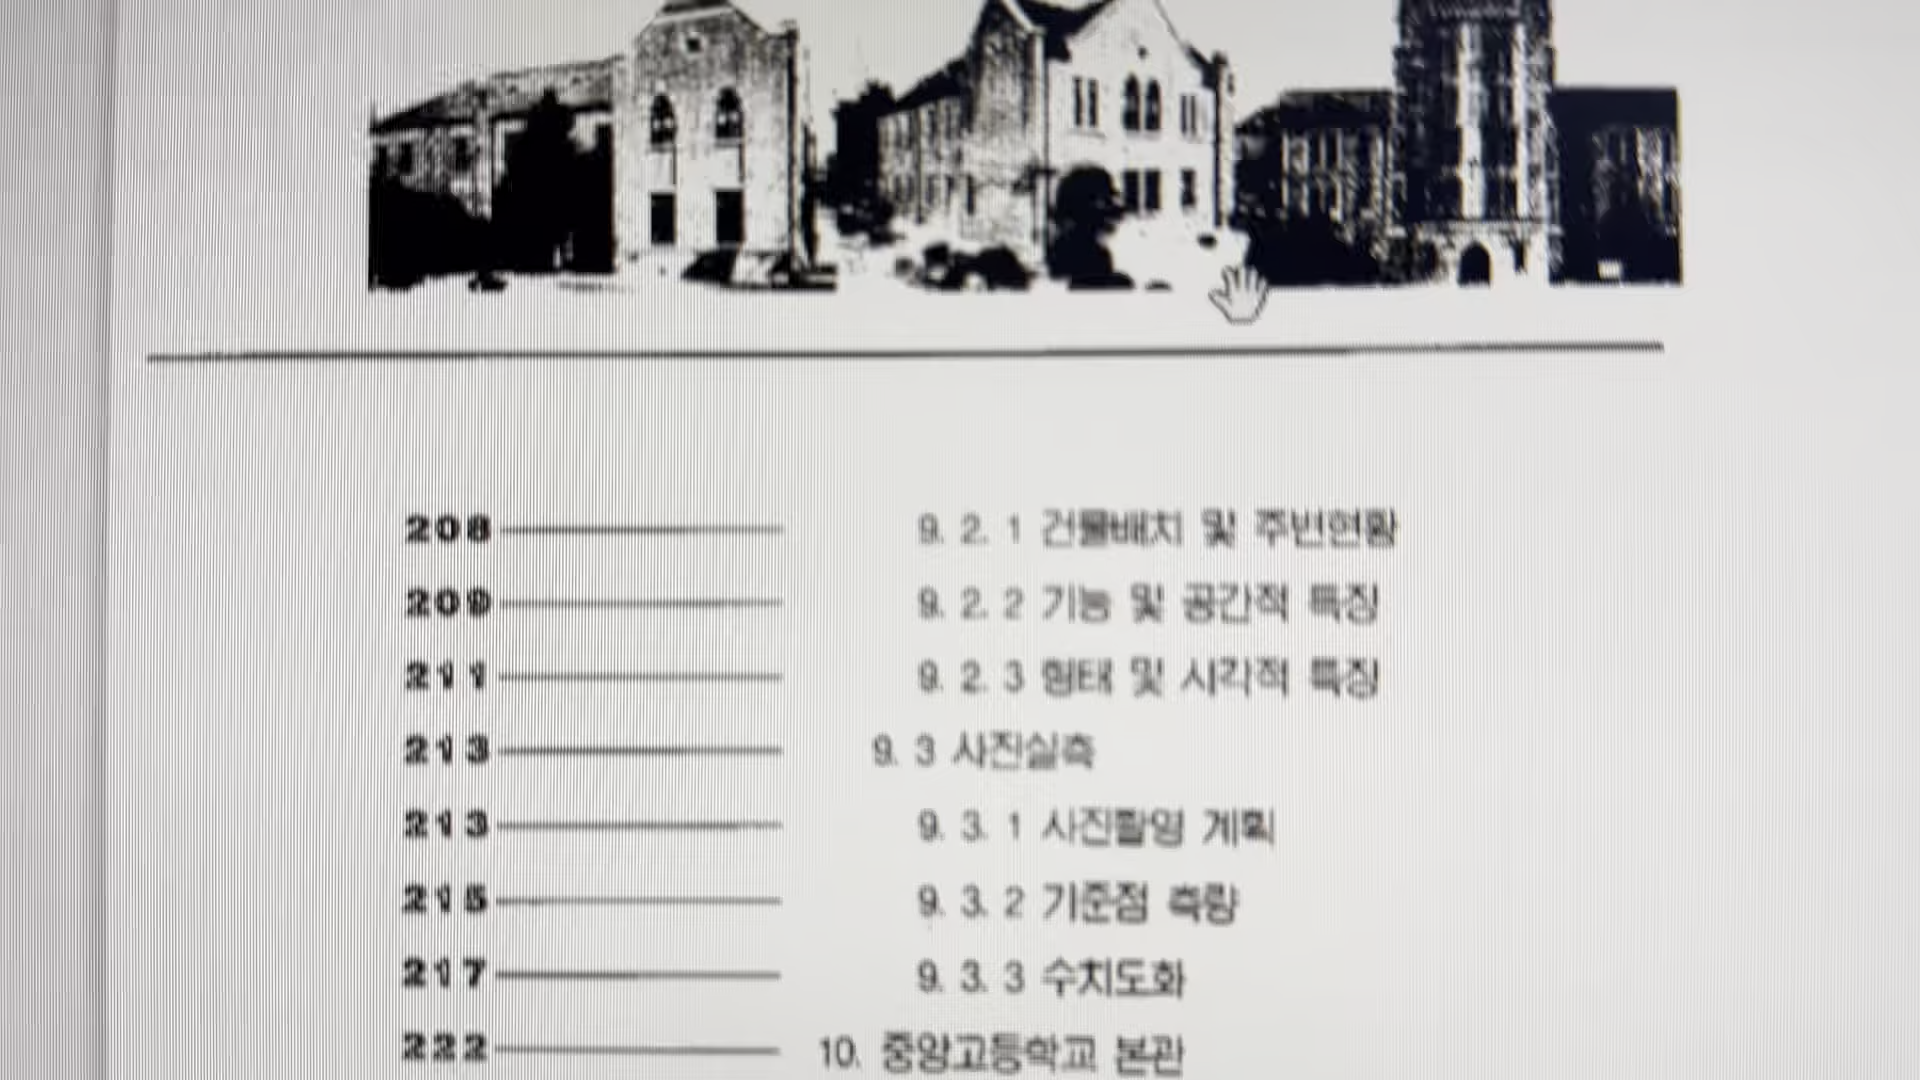 208 9. 2. 1 건물배치 및 주변현황
209 9. 2. 2 기능 및 공간적 특징
211 9. 2. 3 형태 및 시각적 특징
213 9. 3 사진실측
213 9. 3. 1 사진촬영 계획
215 9. 3. 2 기준점 측량
217 9. 3. 3 수치도화
222 10. 중앙고등학교 본관